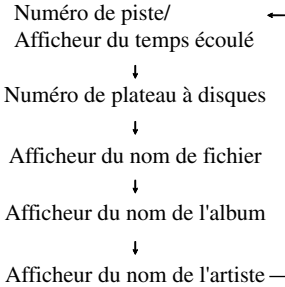 Numéro de piste/
Afficheur du temps écoulé
Numéro de plateau à disques
Afficheur du nom de fichier
Afficheur du nom de l'album
Afficheur du nom de l'artiste